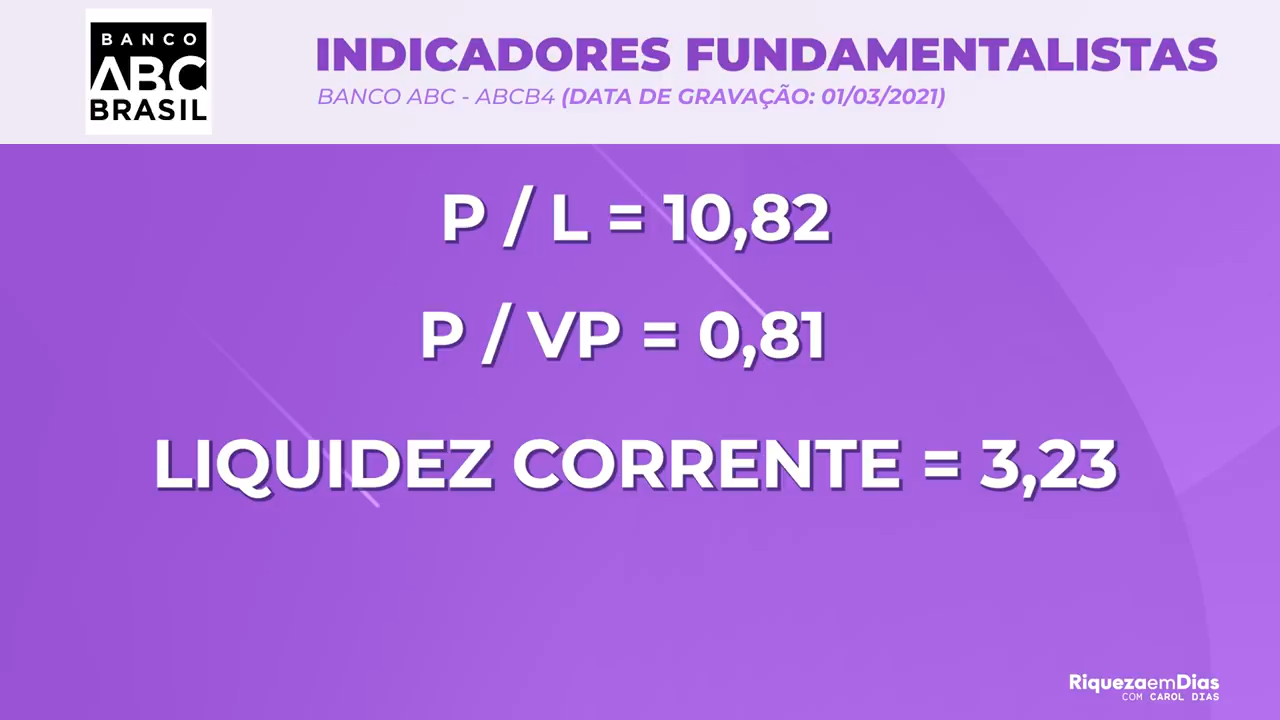 BANCO
ABC
BRASIL
INDICADORES FUNDAMENTALISTAS
BANCO ABC - ABCB4 (DATA DE GRAVAÇÃO: 01/03/2021)
P / L = 10,82
P / VP = 0,81
LIQUIDEZ CORRENTE = 3,23
RiquezaemDias
COM CAROL DIAS